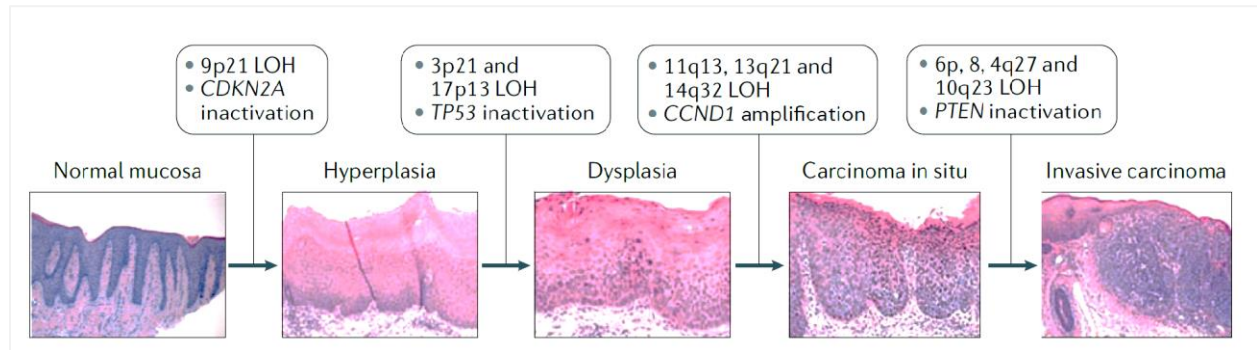 • 9p21 LOH
• CDKN2A
inactivation
• 3p21 and
17p13 LOH
• TP53 inactivation
• 11q13, 13q21 and
14q32 LOH
• CCND1 amplification
• 6p, 8, 4q27 and
10q23 LOH
• PTEN inactivation
Normal mucosa
Hyperplasia
Dysplasia
Carcinoma in situ
Invasive carcinoma